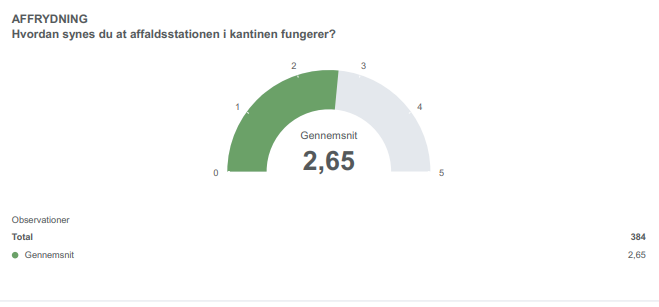 AFFRYDNING
Hvordan synes du at affaldsstationen i kantinen fungerer?
2
3
1
4
Gennemsnit
2,65
0
5
Observationer
Total 384
Gennemsnit 2,65